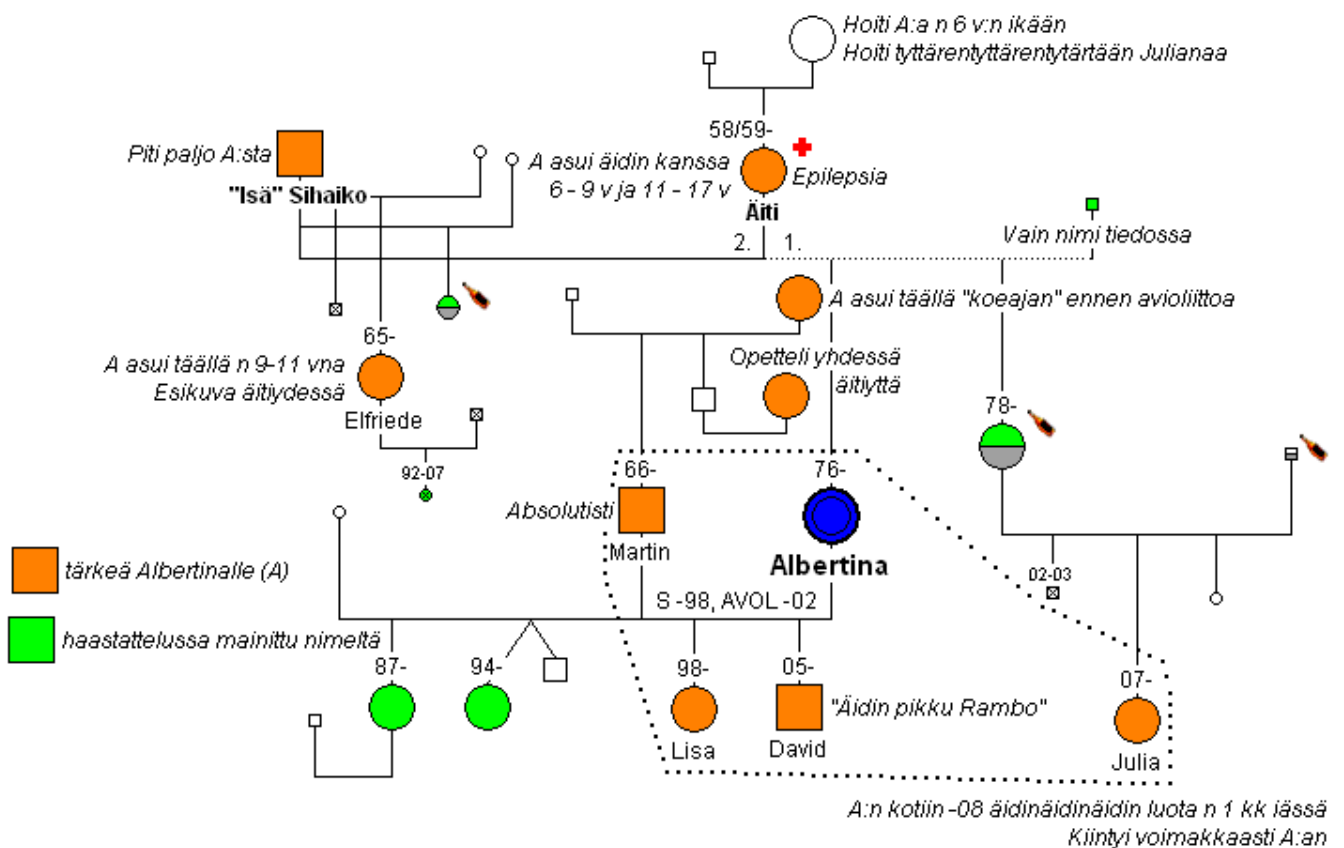 Hoiti A:a n 6 v:n ikään
Hoiti tyttärentyttärentytärtään Julianaa
58/59-
Piti paljo A:sta
A asui äidin kanssa
6 - 9 v ja 11 - 17 v
Epilepsia
"Isä" Sihaiko
Äiti
Vain nimi tiedossa
2. 1.
A asui täällä "koeajan" ennen avioliittoa
65-
A asui täällä n 9-11 vna
Esikuva äitiydessä
Opetteli yhdessä
äitiyttä
Elfriede
78-
92-07
66-
76-
Absolutisti
Martin
Albertina
tärkeä Albertinalle (A)
02-03
S -98, AVOL -02
haastattelussa mainittu nimeltä
87-
94-
98-
05-
07-
"Äidin pikku Rambo"
Lisa
David
Julia
A:n kotiin -08 äidinäidinäidin luota n 1 kk iässä
Kiintyi voimakkaasti A:an